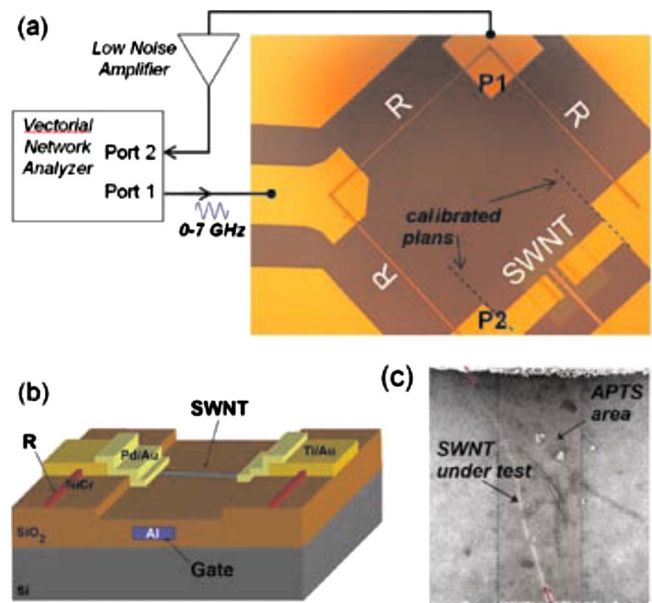 (a)
Low Noise
Amplifier
Vectorial
Network
Analyzer
Port 2
Port 1
0-7 GHz
P1
R
R
calibrated
plans
SWNT
R
P2
(b)
SWNT
R
Pd/Au
Ti/Au
NiCr
SiO2
Al
Gate
Si
(c)
APTS
area
SWNT
under test